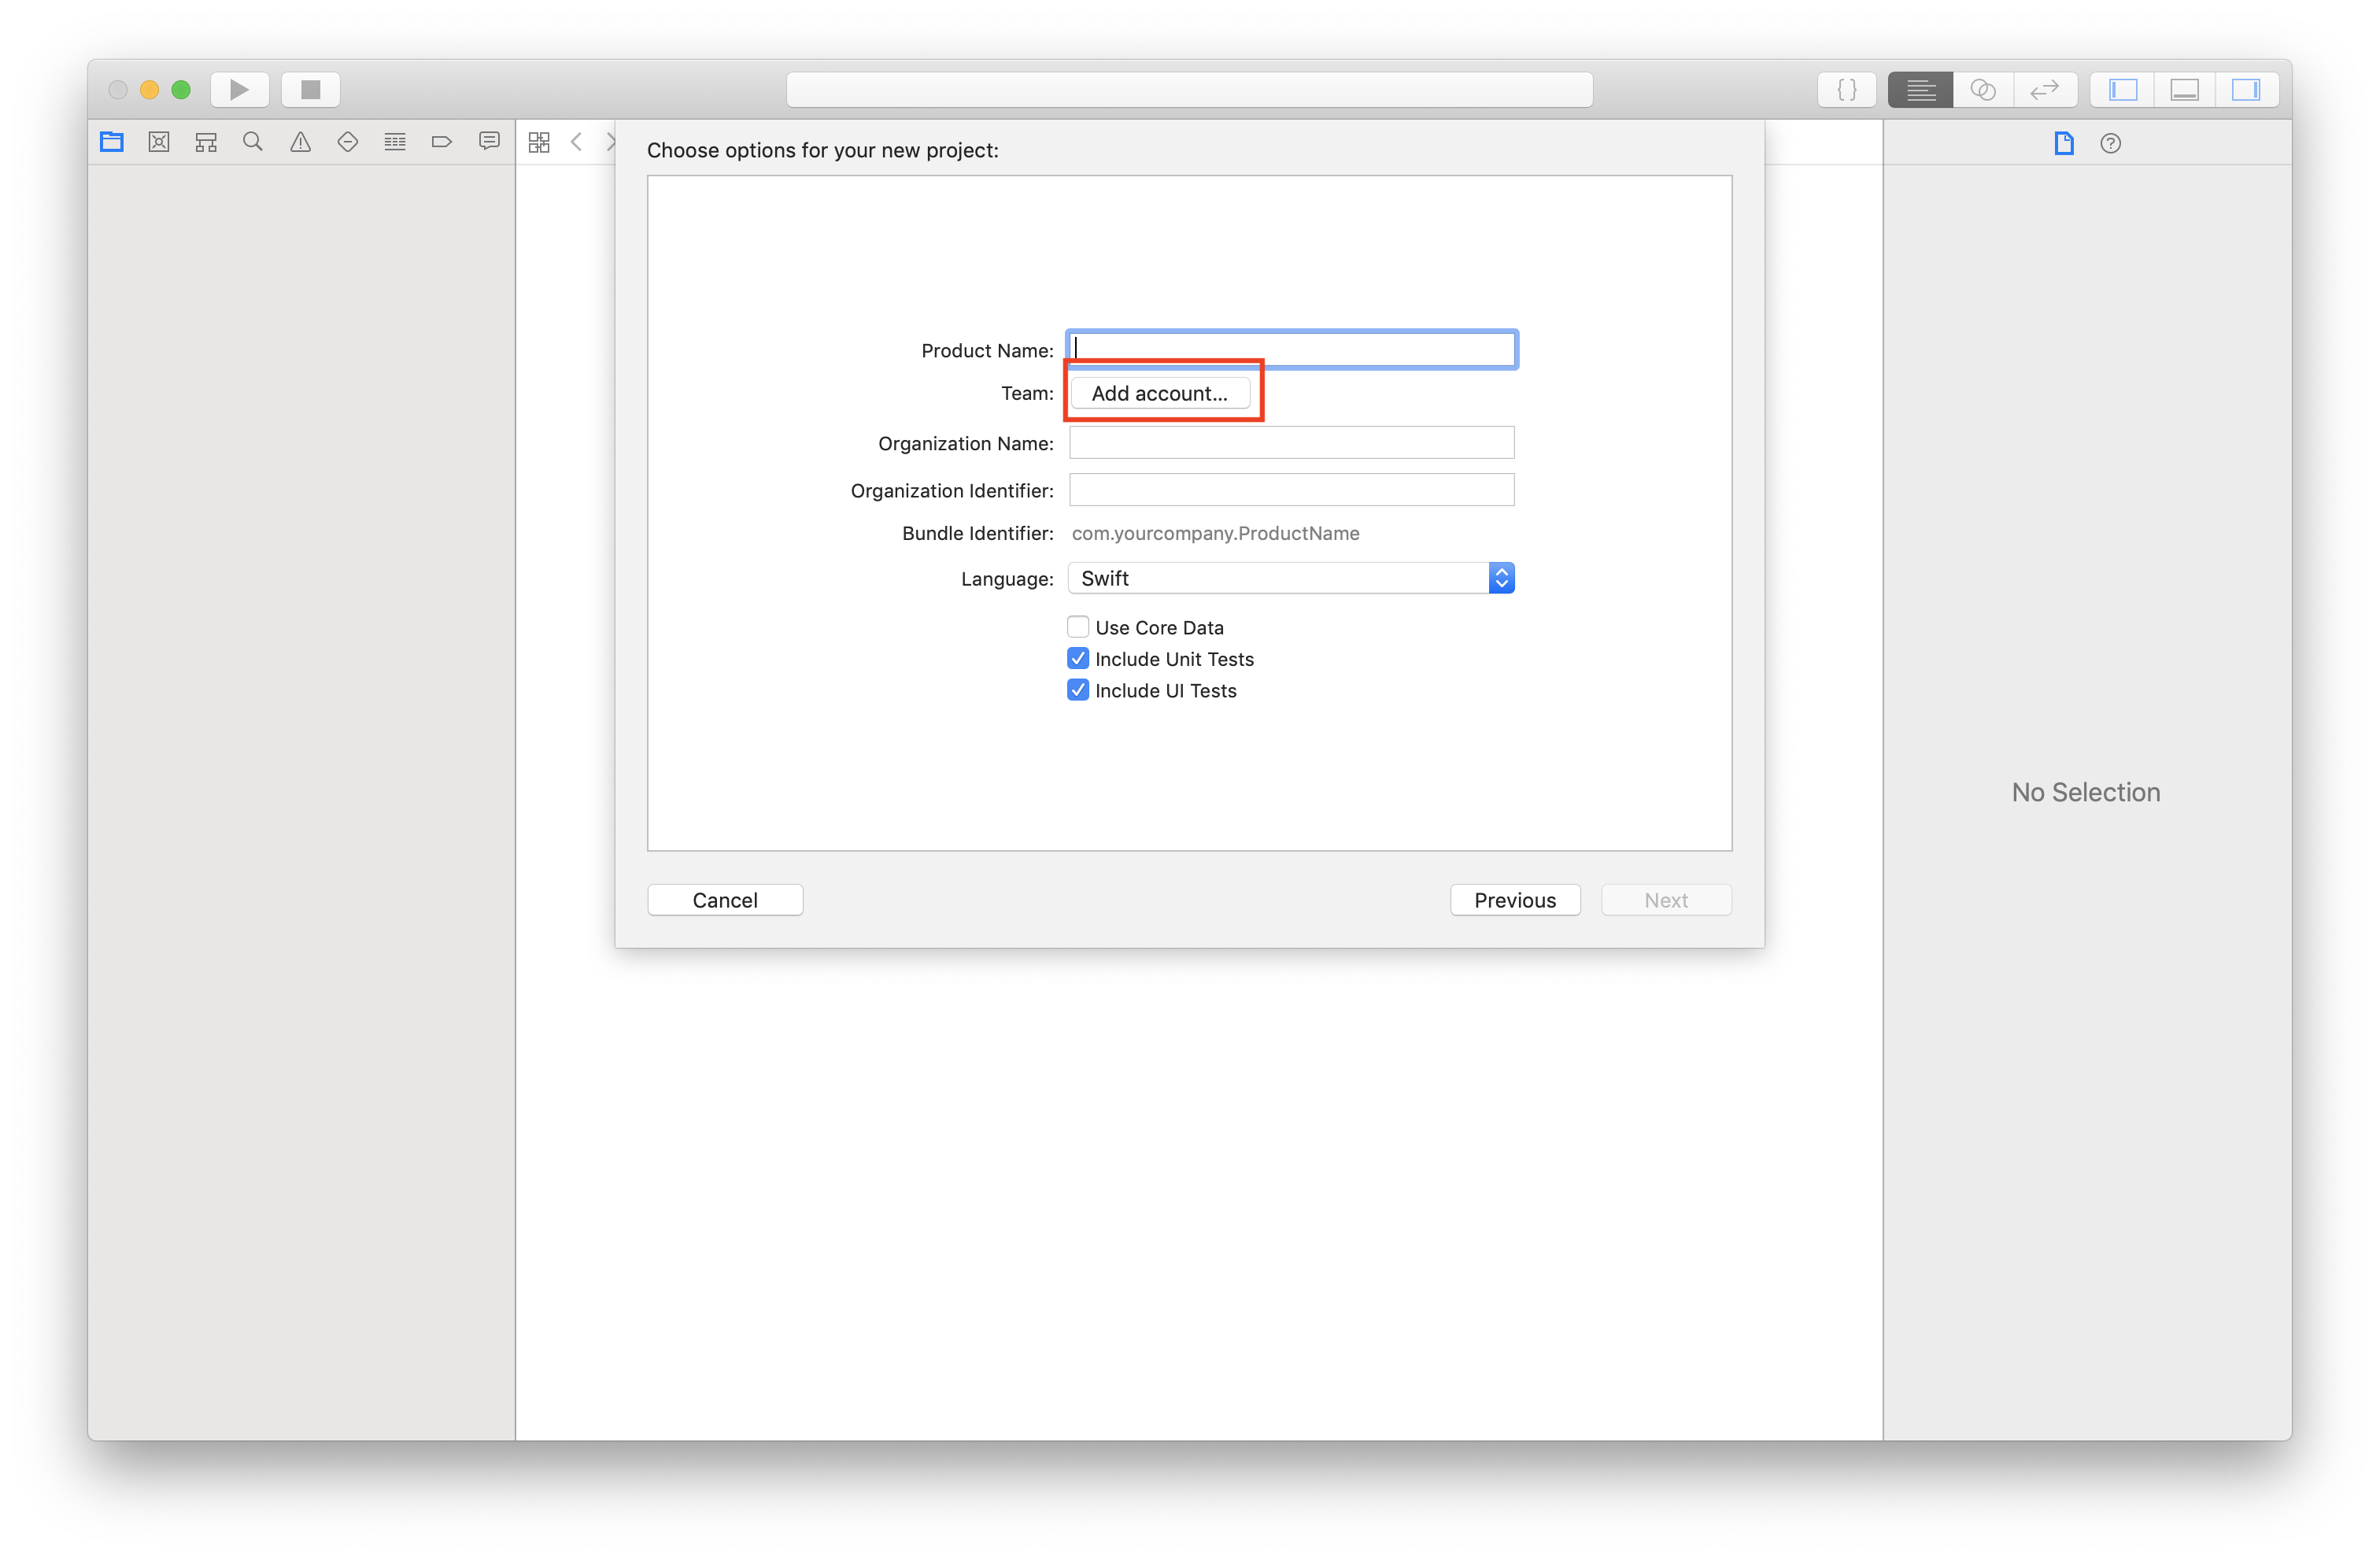 Choose options for your new project:
Product Name:
Team: Add account...
Organization Name:
Organization Identifier:
Bundle Identifier: com.yourcompany.ProductName
Language: Swift
Use Core Data
Include Unit Tests
Include UI Tests
No Selection
Cancel Previous Next